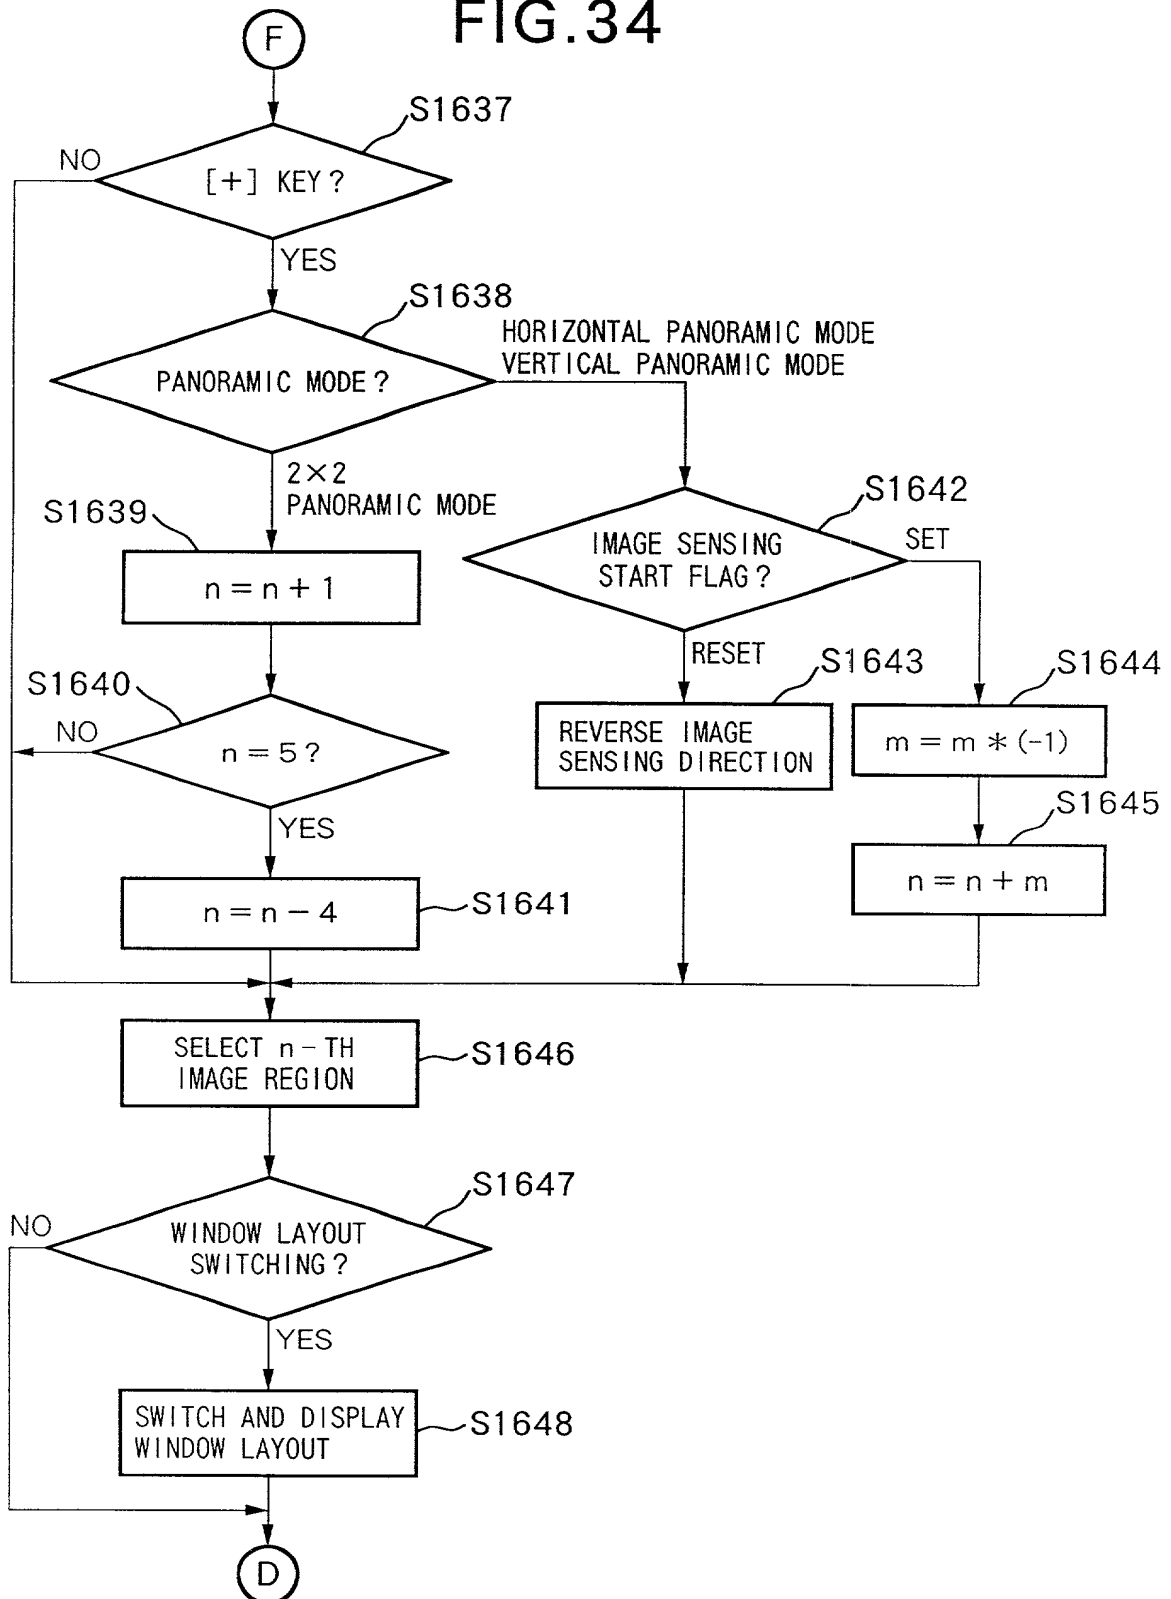 FIG.34
F
S1637
NO
[+] KEY?
YES
S1638
HORIZONTAL PANORAMIC MODE
VERTICAL PANORAMIC MODE
PANORAMIC MODE?
2×2
PANORAMIC MODE
S1639
n=n+1
S1642
IMAGE SENSING
START FLAG?
SET
RESET
S1640
NO
n=5?
YES
S1643
REVERSE IMAGE
SENSING DIRECTION
S1644
m=m*(-1)
S1645
n=n+m
n=n-4
S1641
SELECT n-TH
IMAGE REGION
S1646
S1647
NO
WINDOW LAYOUT
SWITCHING?
YES
SWITCH AND DISPLAY
WINDOW LAYOUT
S1648
D